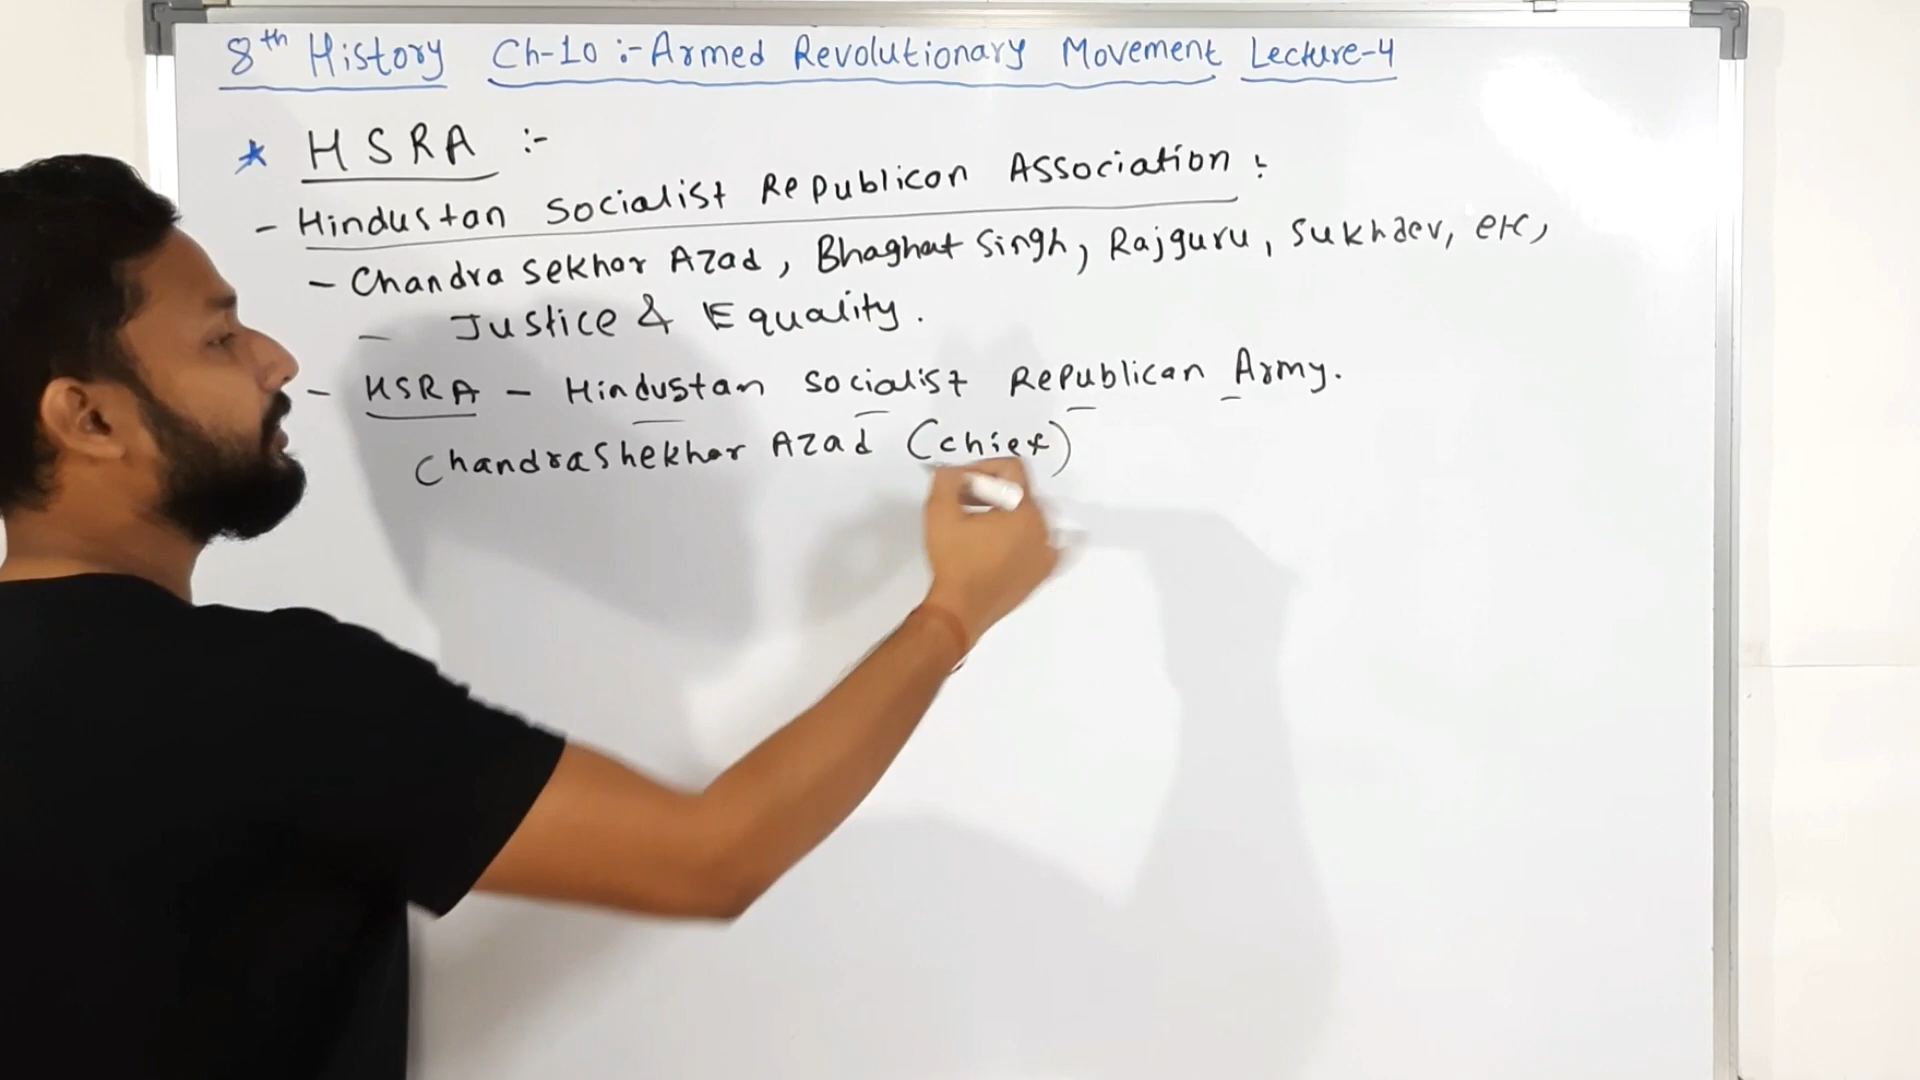 8th History Ch-10 :- Armed Revolutionary Movement Lecture-4
* HSRA :-
- Hindustan Socialist Republican Association :
- Chandra Sekhar Azad, Bhaghat Singh, Rajguru, Sukhdev, etc,
- Justice & Equality.
- HSRA - Hindustan Socialist Republican Army.
Chandrashekhar Azad (chief)